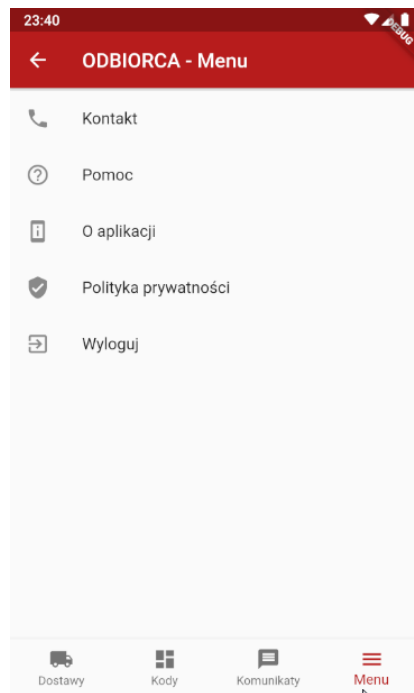 23:40
DEBUG
ODBIORCA - Menu
Kontakt
Pomoc
O aplikacji
Polityka prywatności
Wyloguj
Dostawy Kody Komunikaty Menu